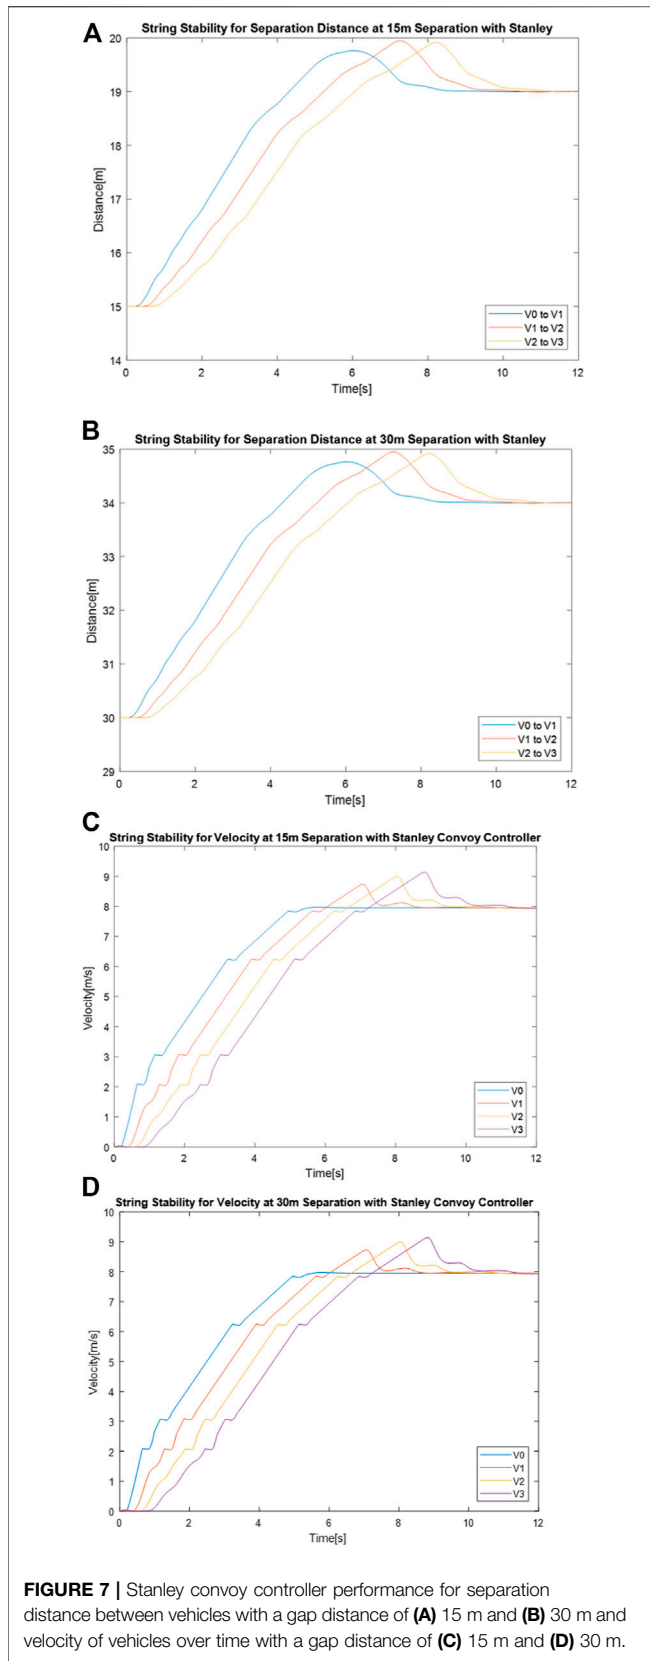 A
String Stability for Separation Distance at 15m Separation with Stanley
20
19
18
17
16
15
14
Distance[m]
0 2 4 6 8 10 12
Time[s]
V0 to V1
V1 to V2
V2 to V3
B
String Stability for Separation Distance at 30m Separation with Stanley
35
34
33
32
31
30
29
Distance[m]
0 2 4 6 8 10 12
Time[s]
V0 to V1
V1 to V2
V2 to V3
C
String Stability for Velocity at 15m Separation with Stanley Convoy Controller
10
9
8
7
6
5
4
3
2
1
0
Velocity[m/s]
0 2 4 6 8 10 12
Time[s]
V0
V1
V2
V3
D
String Stability for Velocity at 30m Separation with Stanley Convoy Controller
10
9
8
7
6
5
4
3
2
1
0
Velocity[m/s]
0 2 4 6 8 10 12
Time[s]
V0
V1
V2
V3
FIGURE 7 | Stanley convoy controller performance for separation
distance between vehicles with a gap distance of (A) 15 m and (B) 30 m and
velocity of vehicles over time with a gap distance of (C) 15 m and (D) 30 m.